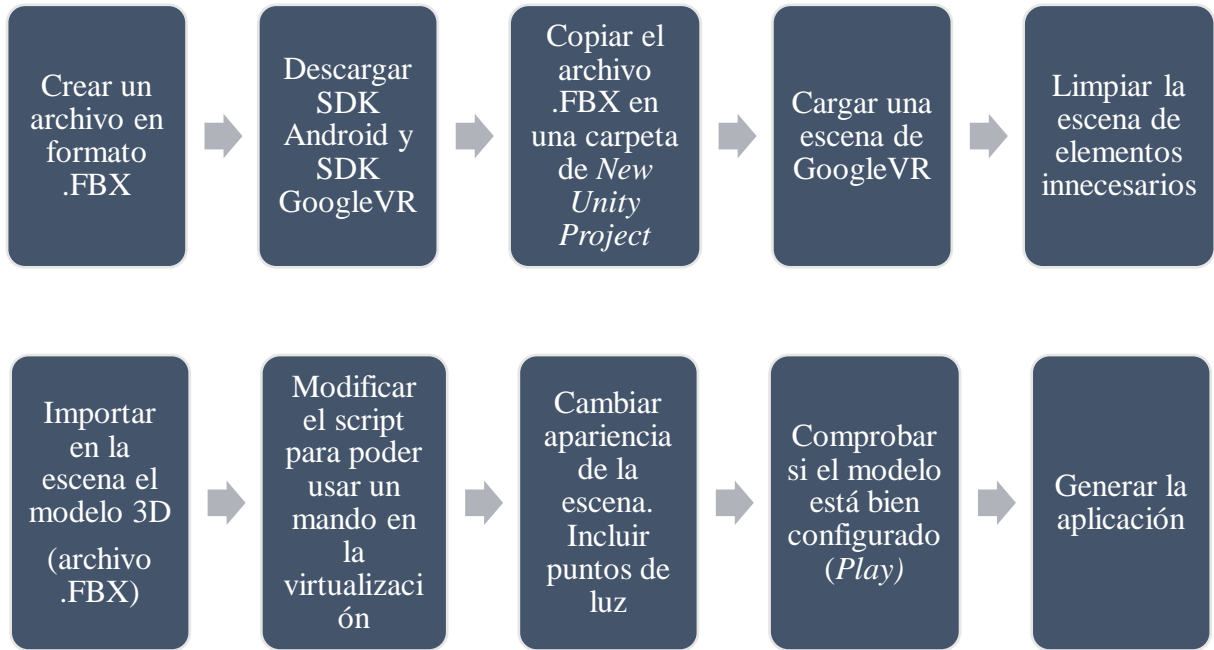 Crear un
archivo en
formato
.FBX
Descargar
SDK
Android y
SDK
GoogleVR
Copiar el
archivo
.FBX en
una carpeta
de New
Unity
Project
Cargar una
escena de
GoogleVR
Limpiar la
escena de
elementos
innecesarios
Importar
en la
escena el
modelo 3D
(archivo
.FBX)
Modificar
el script
para poder
usar un
mando en
la
virtualizaci
ón
Cambiar
apariencia
de la
escena.
Incluir
puntos de
luz
Comprobar
si el modelo
está bien
configurado
(Play)
Generar la
aplicación